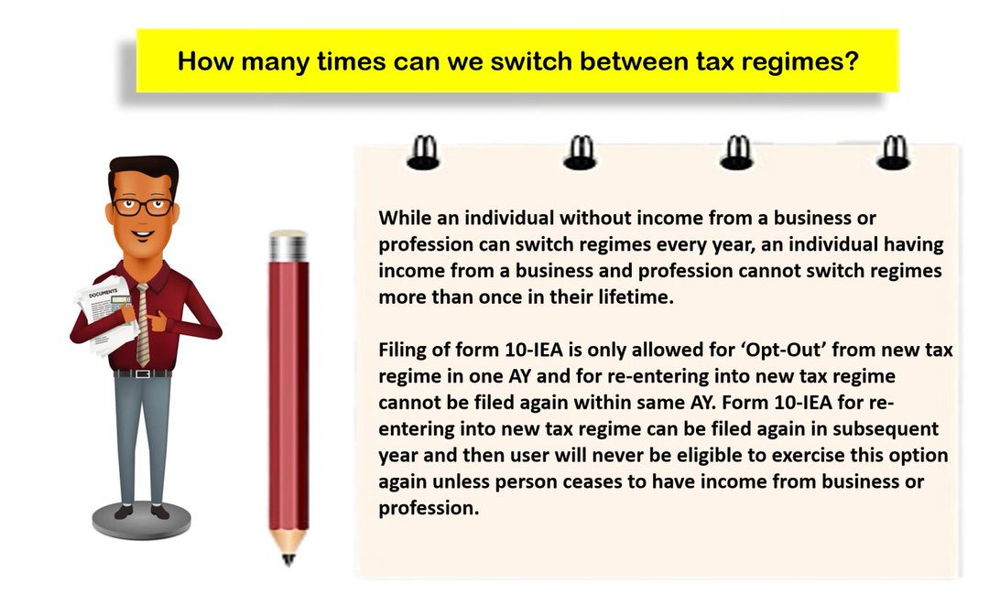 How many times can we switch between tax regimes?
DOCUMENTS
While an individual without income from a business or
profession can switch regimes every year, an individual having
income from a business and profession cannot switch regimes
more than once in their lifetime.
Filing of form 10-IEA is only allowed for ‘Opt-Out’ from new tax
regime in one AY and for re-entering into new tax regime
cannot be filed again within same AY. Form 10-IEA for re-
entering into new tax regime can be filed again in subsequent
year and then user will never be eligible to exercise this option
again unless person ceases to have income from business or
profession.